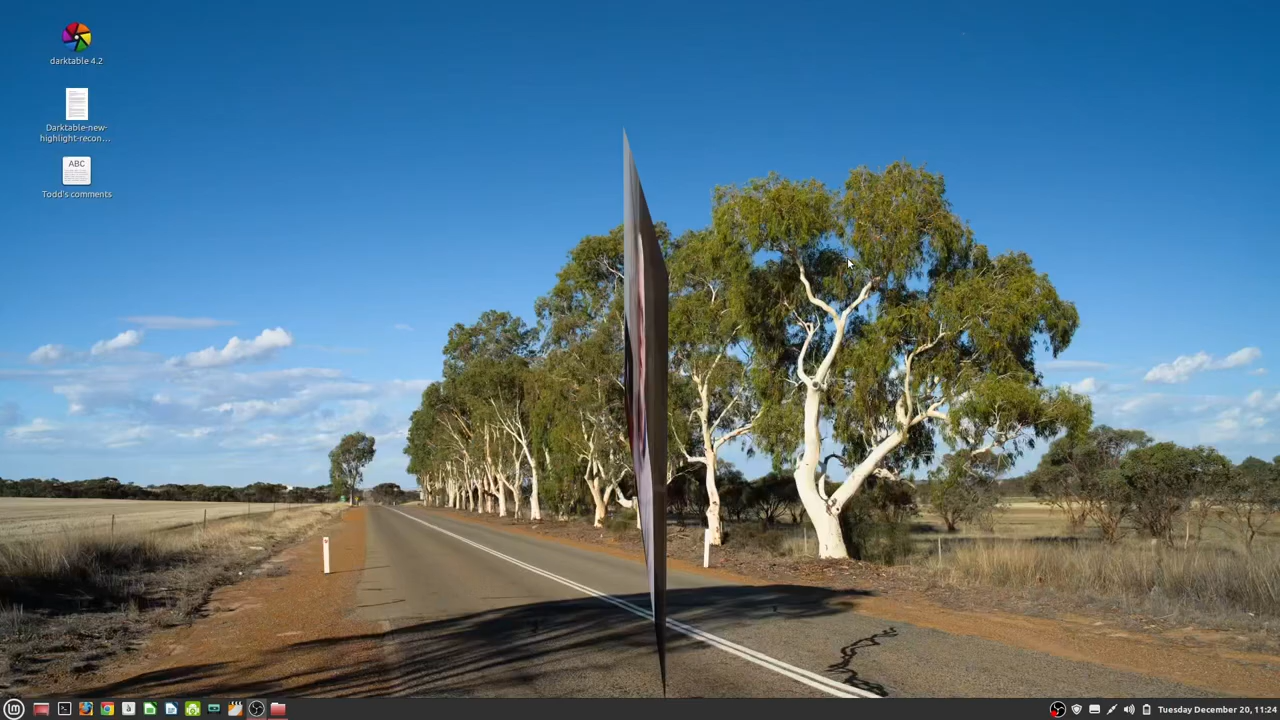 darktable 4.2
Darktable-new-
highlight-recon...
ABC
Todd's comments
Tuesday December 20, 11:24